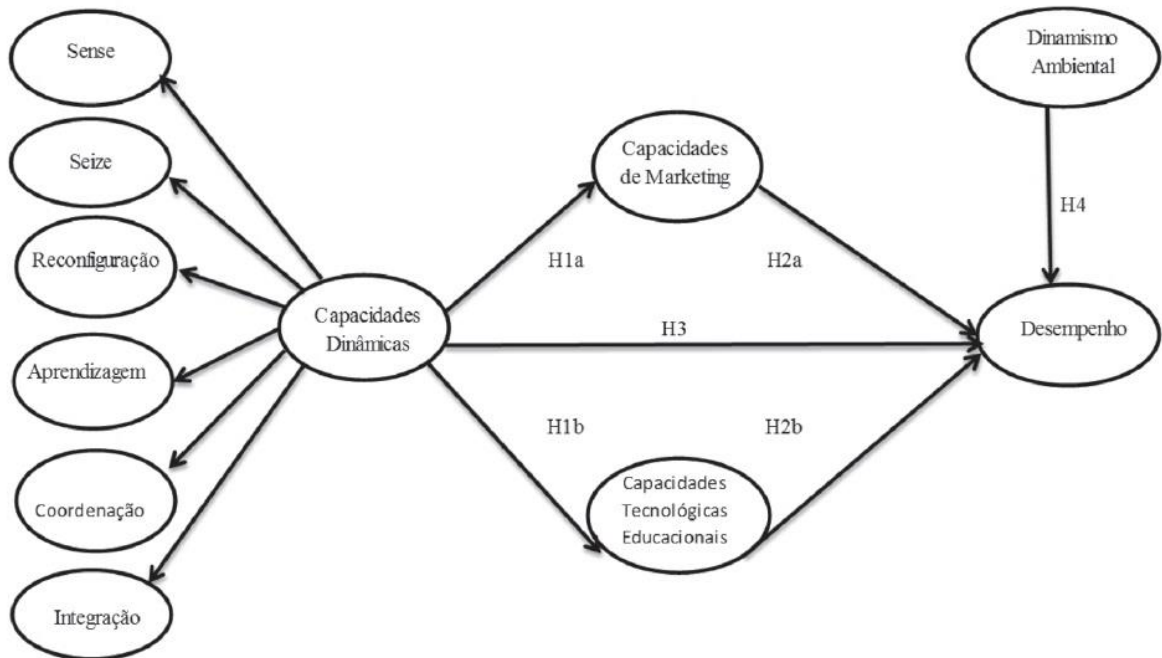 Sense
Seize
Reconfiguração
Aprendizagem
Coordenação
Integração
Capacidades
Dinâmicas
H1a
H1b
Capacidades
de Marketing
H3
Capacidades
Tecnológicas
Educacionais
H2a
H2b
Dinamismo
Ambiental
H4
Desempenho